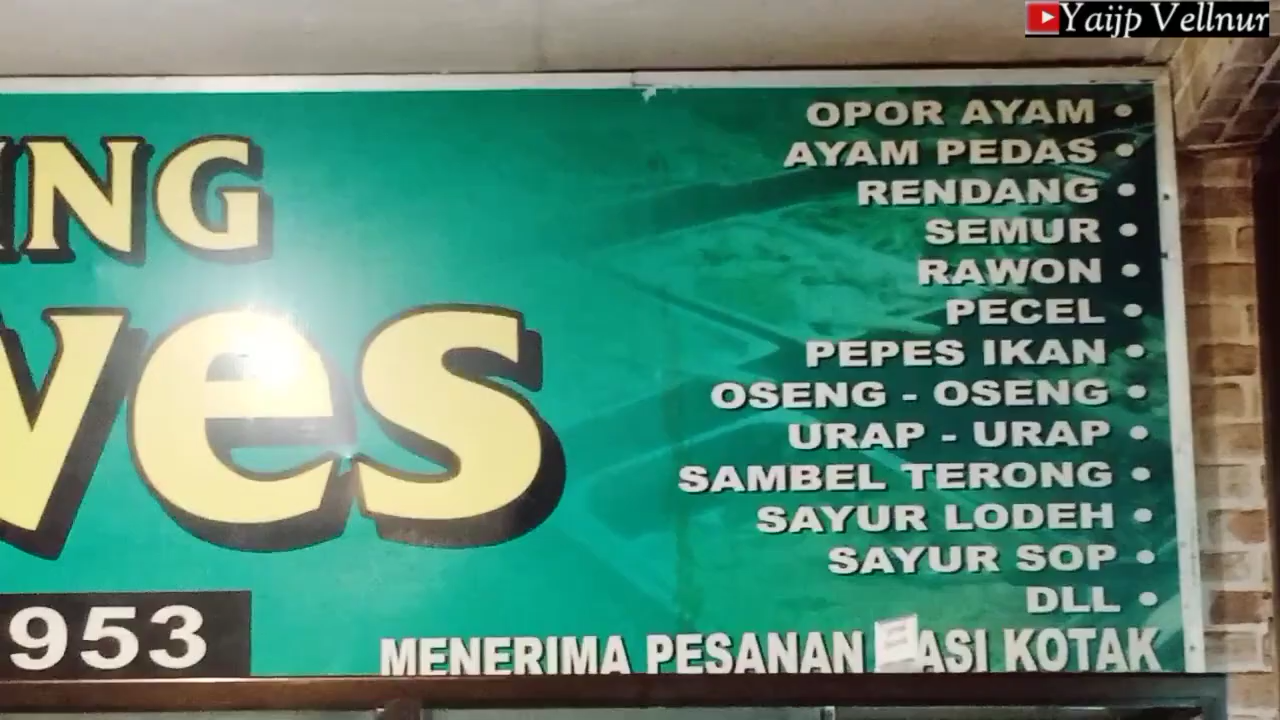 Yaijp Vellnur
ING
ves
953
OPOR AYAM •
AYAM PEDAS •
RENDANG •
SEMUR •
RAWON •
PECEL •
PEPES IKAN •
OSENG - OSENG •
URAP - URAP •
SAMBEL TERONG •
SAYUR LODEH •
SAYUR SOP •
DLL •
MENERIMA PESANAN ASI KOTAK